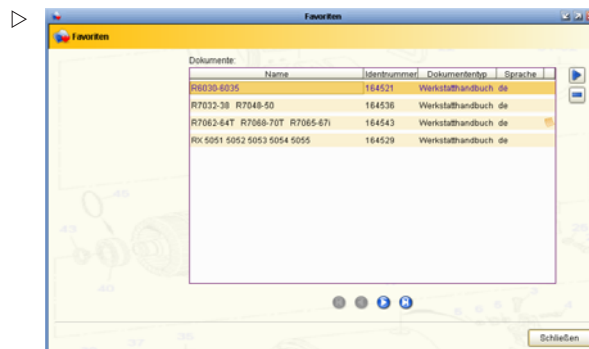 Favoriten
Favoriten
Dokumente:
Name Identnummer Dokumententyp Sprache
R6030-6035 164521 Werkstatthandbuch de
R7032-38 R7048-50 164536 Werkstatthandbuch de
R7062-64T R7068-70T R7065-67i 164543 Werkstatthandbuch de
RX 5051 5052 5053 5054 5055 164529 Werkstatthandbuch de
Schließen